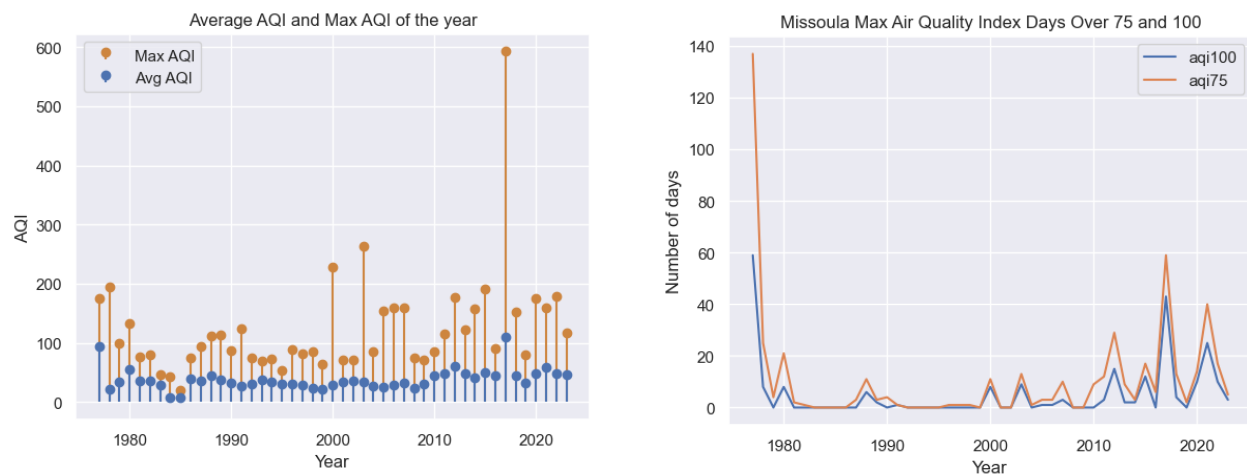 Average AQI and Max AQI of the year
Max AQI
Avg AQI
600
500
400
300
200
100
0
AQI
1980 1990 2000 2010 2020
Year
Missoula Max Air Quality Index Days Over 75 and 100
aqi100
aqi75
140
120
100
80
60
40
20
0
Number of days
1980 1990 2000 2010 2020
Year